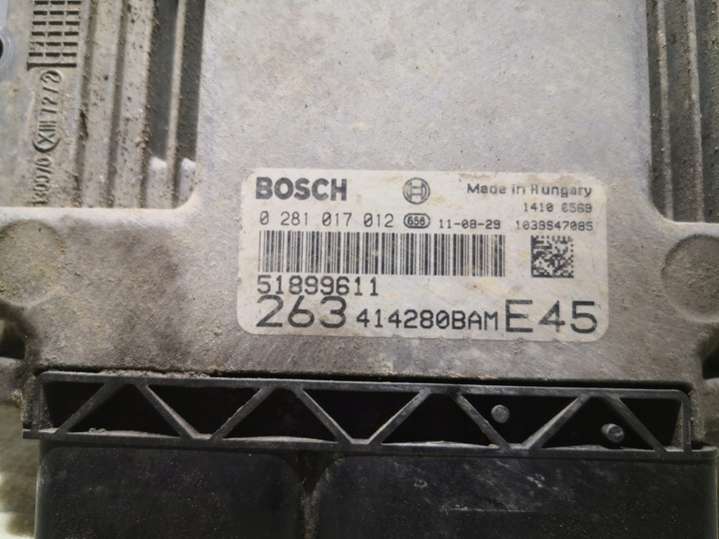 BOSCH Made in Hungary
1410 6569
0 281 017 012 656 11-08-29 1039S47085
51899611
263 414280BAM E45